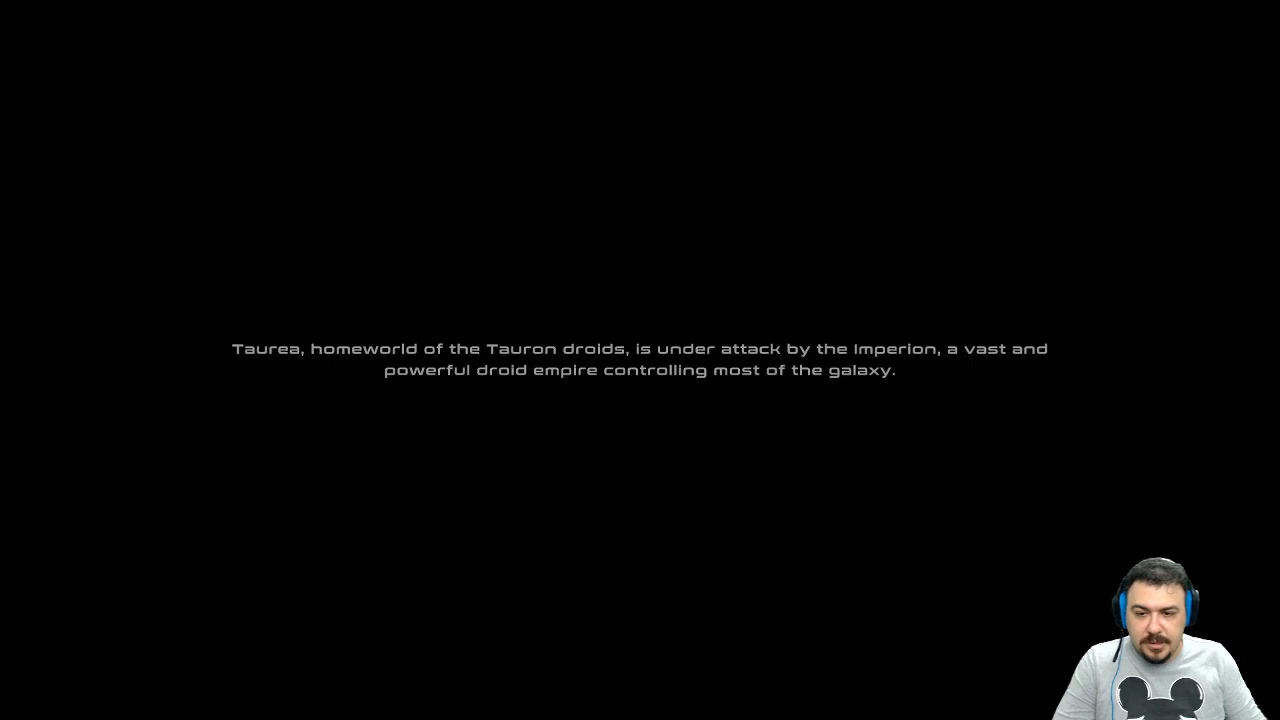 Taurea, homeworld of the Tauron droids, is under attack by the Imperion, a vast and
powerful droid empire controlling most of the galaxy.